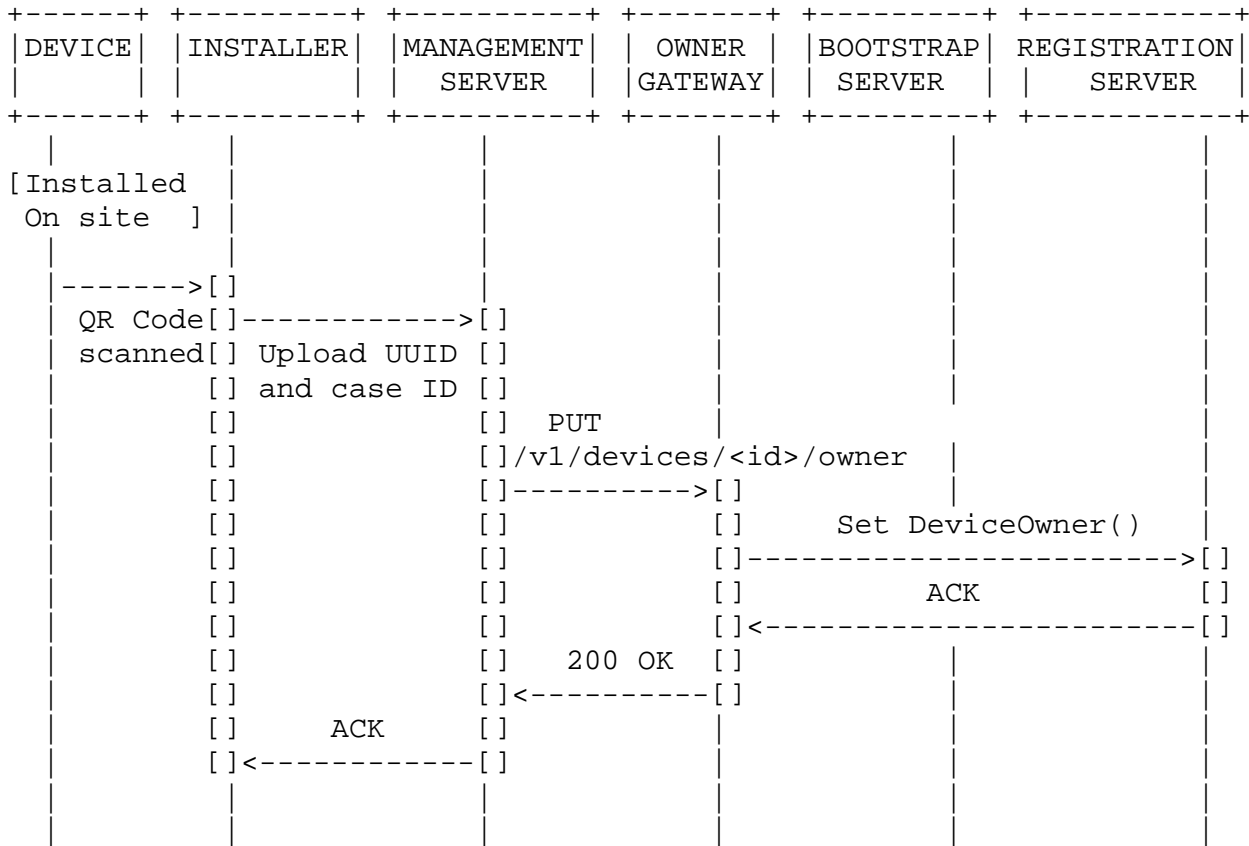 +------+ +---------+ +----------+ +-------+ +---------+ +-----------+
|DEVICE| |INSTALLER| |MANAGEMENT| | OWNER | |BOOTSTRAP| REGISTRATION|
|      | |         | |  SERVER  | |GATEWAY| | SERVER  | |   SERVER  |
+------+ +---------+ +----------+ +-------+ +---------+ +-----------+
  |         |             |            |            |             |
[Installed  |             |            |            |             |
 On site  ] |             |            |            |             |
  |         |             |            |            |             |
  |------->[]             |            |            |             |
  | QR Code[]------------>[]           |            |             |
  | scanned[] Upload UUID []           |            |             |
  |        [] and case ID []           |            |             |
  |        []             []  PUT      |            |             |
  |        []             []/v1/devices/<id>/owner  |             |
  |        []             []---------->[]           |             |
  |        []             []           []     Set DeviceOwner()   |
  |        []             []           []------------------------>[]
  |        []             []           []          ACK            []
  |        []             []           []<------------------------[]
  |        []             []   200 OK  []           |             |
  |        []             []<----------[]           |             |
  |        []     ACK     []           |            |             |
  |        []<------------[]           |            |             |
  |         |             |            |            |             |
  |         |             |            |            |             |